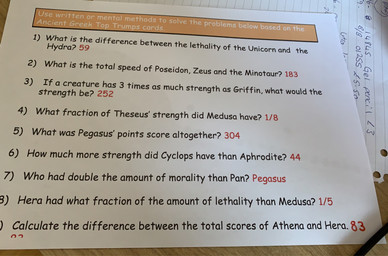 Use written or mental methods to solve the problems below based on the
Ancient Greek Top Trumps cards
1) What is the difference between the lethality of the Unicorn and the
Hydra? 59
2) What is the total speed of Poseidon, Zeus and the Minotaur? 183
3) If a creature has 3 times as much strength as Griffin, what would the
strength be? 252
4) What fraction of Theseus' strength did Medusa have? 1/8
5) What was Pegasus' points score altogether? 304
6) How much more strength did Cyclops have than Aphrodite? 44
7) Who had double the amount of morality than Pan? Pegasus
8) Hera had what fraction of the amount of lethality than Medusa? 1/5
) Calculate the difference between the total scores of Athena and Hera. 83
Gel pencil £3